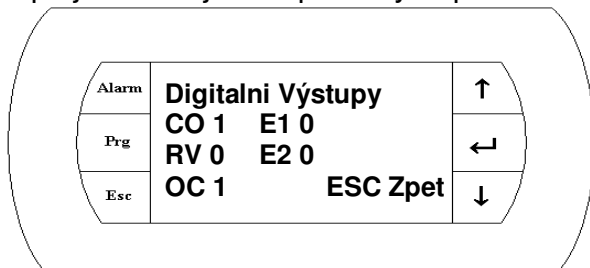 Alarm
Prg
Esc
Digitalni Výstupy
CO 1 E1 0
RV 0 E2 0
OC 1 ESC Zpet
↑
↵
↓